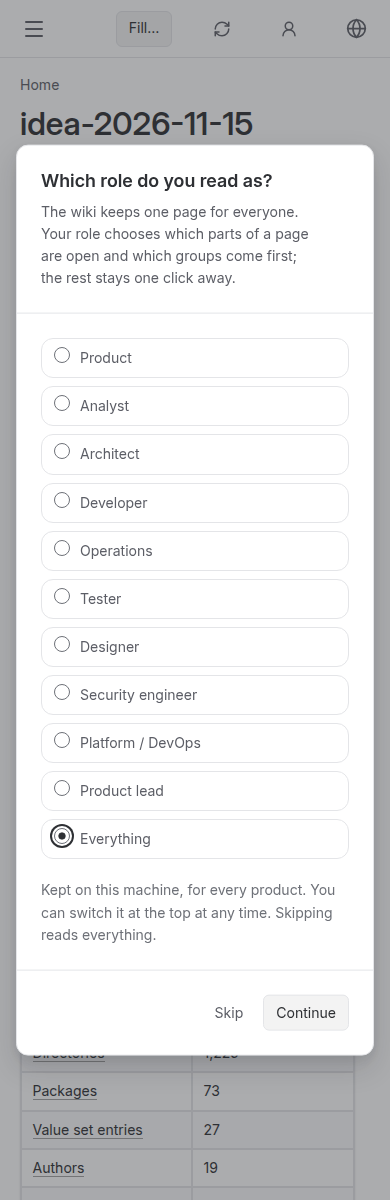 Fill...
Home
idea-2026-11-15
Which role do you read as?
The wiki keeps one page for everyone.
Your role chooses which parts of a page
are open and which groups come first;
the rest stays one click away.
Product
Analyst
Architect
Developer
Operations
Tester
Designer
Security engineer
Platform / DevOps
Product lead
Everything
Kept on this machine, for every product. You
can switch it at the top at any time. Skipping
reads everything.
Skip
Continue
Directories
Packages 73
Value set entries 27
Authors 19